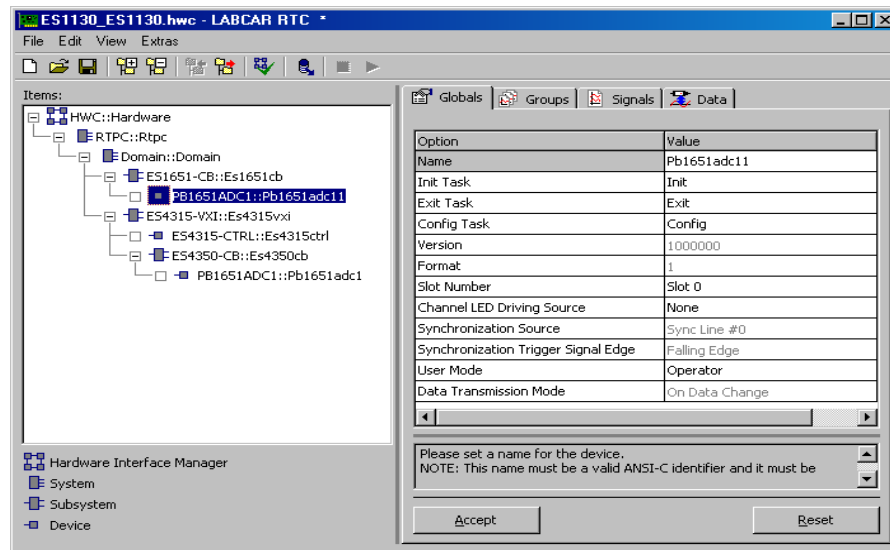 ES1130_ES1130.hwc - LABCAR RTC *
File Edit View Extras
Items:
HWC::Hardware
RTPC::Rtpc
Domain::Domain
ES1651-CB::Es1651cb
PB1651ADC1::Pb1651adc11
ES4315-VXI::Es4315vxi
ES4315-CTRL::Es4315ctrl
ES4350-CB::Es4350cb
PB1651ADC1::Pb1651adc1
Hardware Interface Manager
System
Subsystem
Device
Globals Groups Signals Data
Option Value
Name Pb1651adc11
Init Task Init
Exit Task Exit
Config Task Config
Version 1000000
Format 1
Slot Number Slot 0
Channel LED Driving Source None
Synchronization Source Sync Line #0
Synchronization Trigger Signal Edge Falling Edge
User Mode Operator
Data Transmission Mode On Data Change
Please set a name for the device.
NOTE: This name must be a valid ANSI-C identifier and it must be
Accept Reset